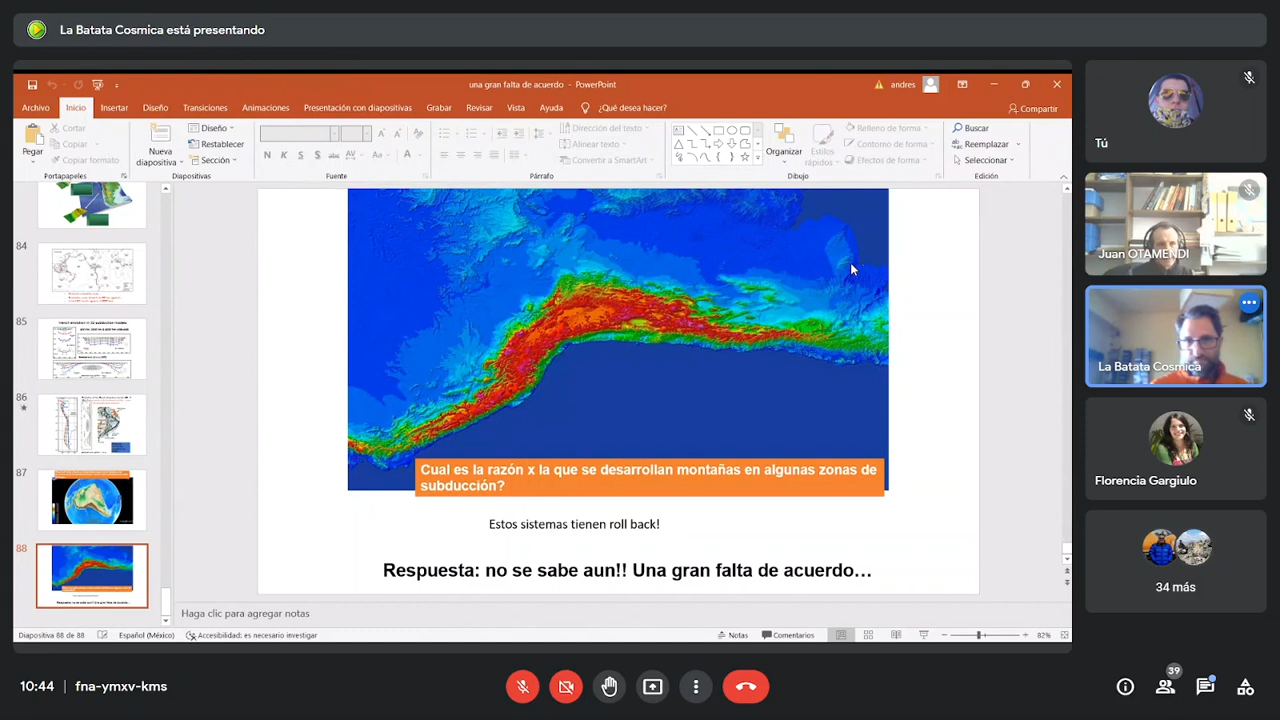 La Batata Cosmica está presentando
una gran falta de acuerdo - PowerPoint
andres
Archivo
Inicio
Insertar
Diseño
Transiciones
Animaciones
Presentación con diapositivas
Grabar
Revisar
Vista
Ayuda
¿Qué desea hacer?
Compartir
Pegar
Cortar
Copiar
Copiar formato
Portapapeles
Nueva
diapositiva
Diseño
Restablecer
Sección
Diapositivas
N K S S abc AV Aa A
Fuente
Dirección del texto
Alinear texto
Convertir a SmartArt
Párrafo
Organizar
Estilos
rápidos
Relleno de forma
Contorno de forma
Efectos de forma
Dibujo
Buscar
Reemplazar
Seleccionar
Edición
84
85
86
87
88
Cual es la razón x la que se desarrollan montañas en algunas zonas de
subducción?
Estos sistemas tienen roll back!
Respuesta: no se sabe aun!! Una gran falta de acuerdo…
Haga clic para agregar notas
Diapositiva 88 de 88
Español (México)
Accesibilidad: es necesario investigar
Notas
Comentarios
82%
Tú
Juan OTAMENDI
La Batata Cosmica
Florencia Gargiulo
34 más
10:44 | fna-ymxv-kms
39